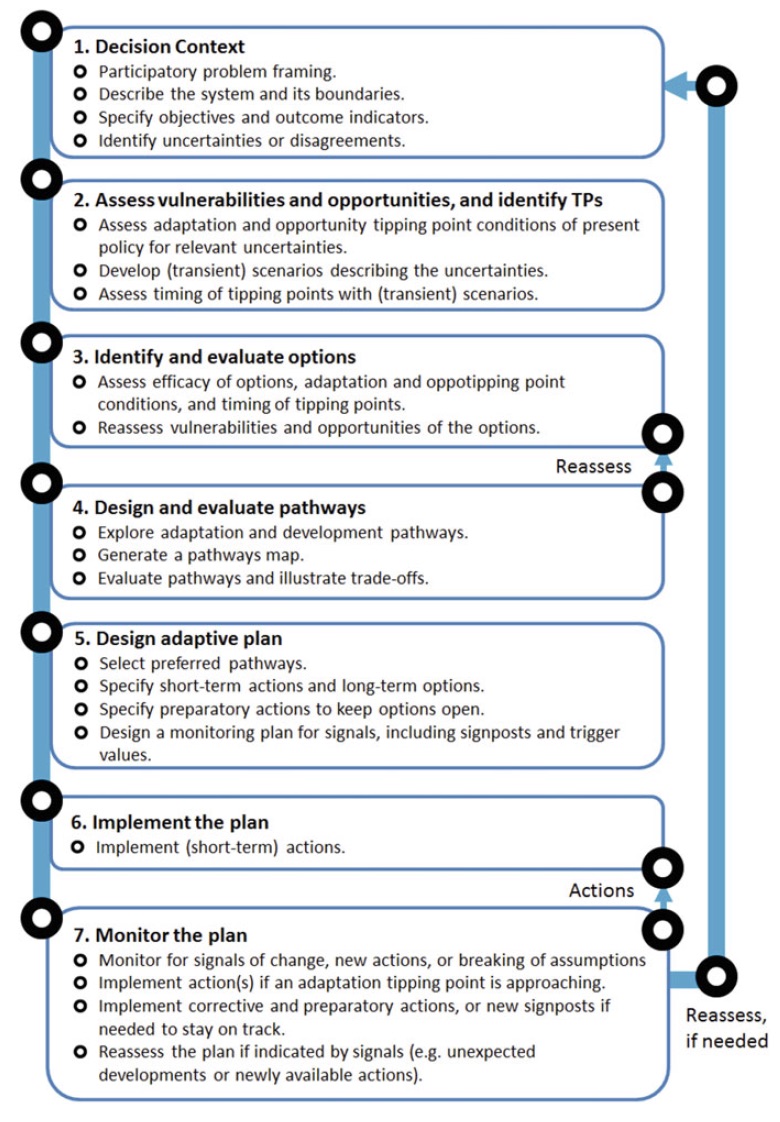 1. Decision Context
Participatory problem framing.
Describe the system and its boundaries.
Specify objectives and outcome indicators.
Identify uncertainties or disagreements.
2. Assess vulnerabilities and opportunities, and identify TPs
Assess adaptation and opportunity tipping point conditions of present
policy for relevant uncertainties.
Develop (transient) scenarios describing the uncertainties.
Assess timing of tipping points with (transient) scenarios.
3. Identify and evaluate options
Assess efficacy of options, adaptation and oppotipping point
conditions, and timing of tipping points.
Reassess vulnerabilities and opportunities of the options.
Reassess
4. Design and evaluate pathways
Explore adaptation and development pathways.
Generate a pathways map.
Evaluate pathways and illustrate trade-offs.
5. Design adaptive plan
Select preferred pathways.
Specify short-term actions and long-term options.
Specify preparatory actions to keep options open.
Design a monitoring plan for signals, including signposts and trigger
values.
6. Implement the plan
Implement (short-term) actions.
Actions
7. Monitor the plan
Monitor for signals of change, new actions, or breaking of assumptions
Implement action(s) if an adaptation tipping point is approaching.
Implement corrective and preparatory actions, or new signposts if
needed to stay on track.
Reassess the plan if indicated by signals (e.g. unexpected
developments or newly available actions).
Reassess,
if needed